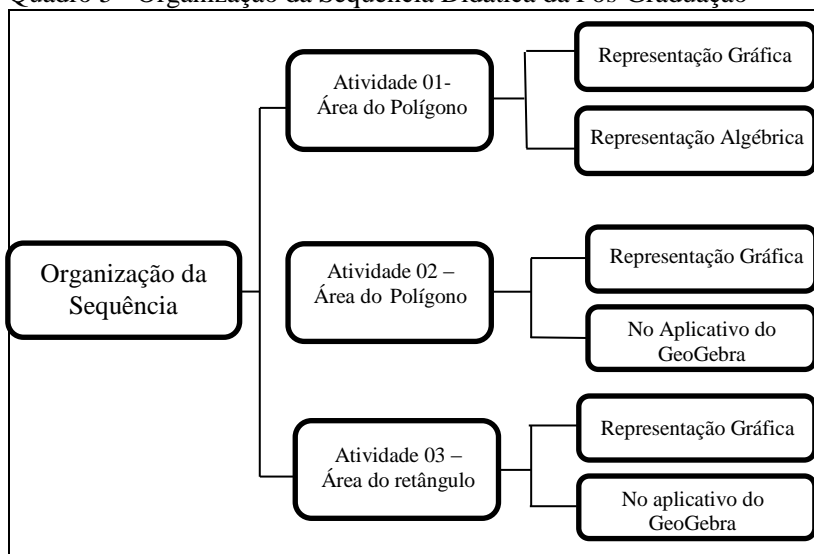 Quadro 5 - Organização da Sequência Didática da Pós-Graduação
Organização da
Sequência
Atividade 01-
Área do Polígono
Representação Gráfica
Representação Algébrica
Atividade 02 –
Área do Polígono
Representação Gráfica
No Aplicativo do
GeoGebra
Atividade 03 –
Área do retângulo
Representação Gráfica
No aplicativo do
GeoGebra